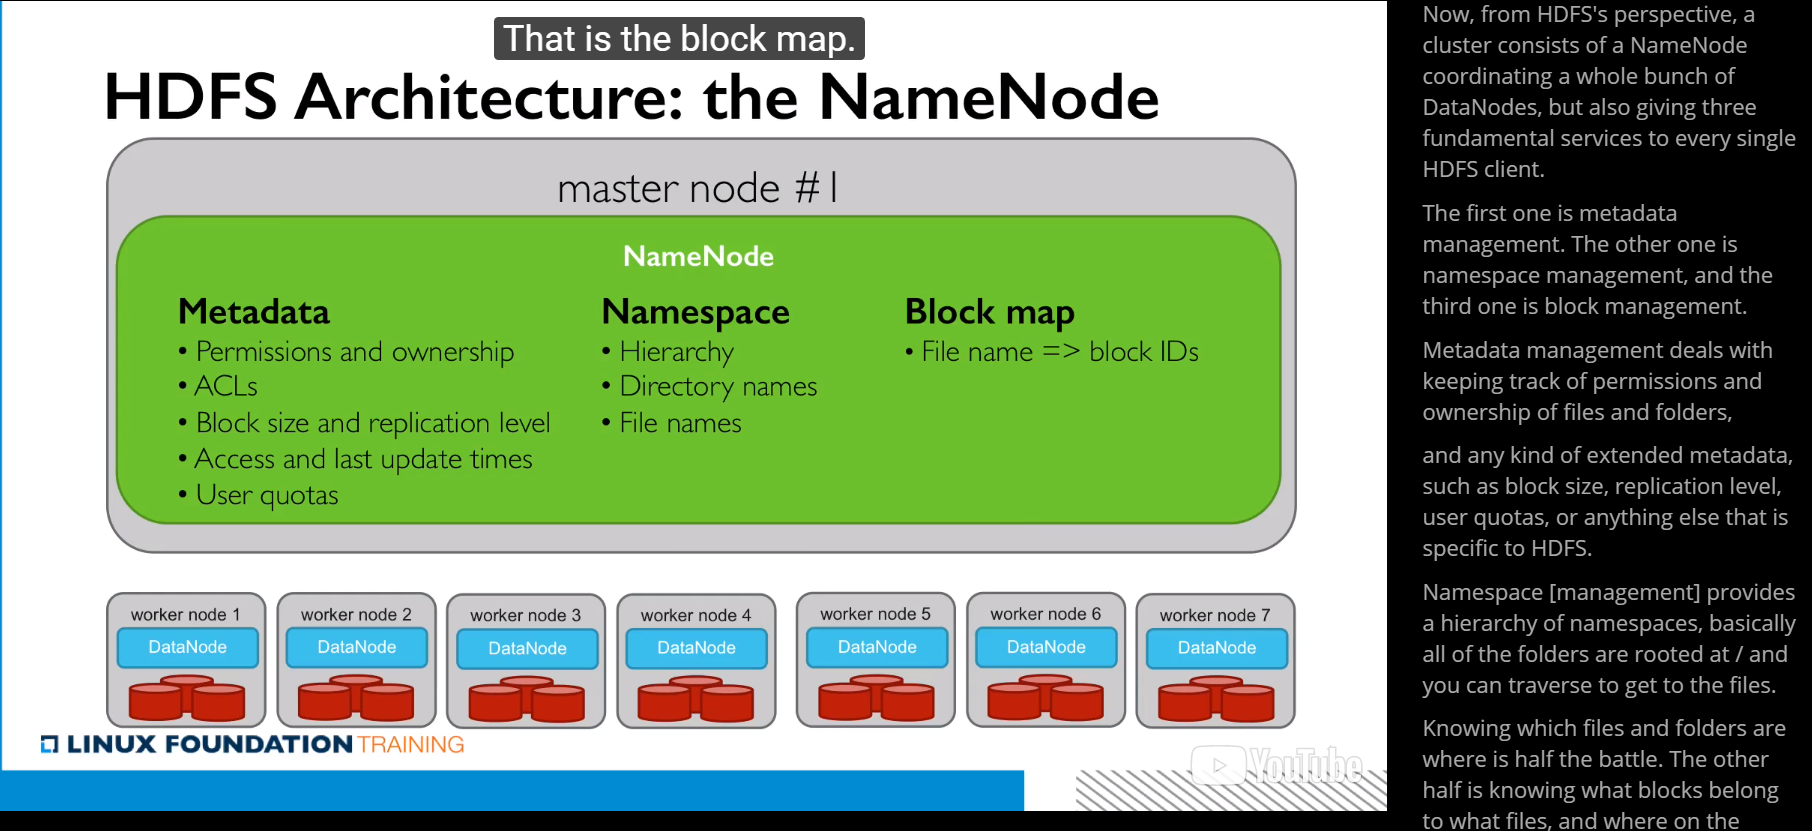 That is the block map.
HDFS Architecture: the NameNode
master node #1
NameNode
Metadata
• Permissions and ownership
• ACLs
• Block size and replication level
• Access and last update times
• User quotas
Namespace
• Hierarchy
• Directory names
• File names
Block map
• File name => block IDs
worker node 1
DataNode
worker node 2
DataNode
worker node 3
DataNode
worker node 4
DataNode
worker node 5
DataNode
worker node 6
DataNode
worker node 7
DataNode
LINUX FOUNDATION TRAINING
YouTube
Now, from HDFS's perspective, a
cluster consists of a NameNode
coordinating a whole bunch of
DataNodes, but also giving three
fundamental services to every single
HDFS client.
The first one is metadata
management. The other one is
namespace management, and the
third one is block management.
Metadata management deals with
keeping track of permissions and
ownership of files and folders,
and any kind of extended metadata,
such as block size, replication level,
user quotas, or anything else that is
specific to HDFS.
Namespace [management] provides
a hierarchy of namespaces, basically
all of the folders are rooted at / and
you can traverse to get to the files.
Knowing which files and folders are
where is half the battle. The other
half is knowing what blocks belong
to what files, and where on the